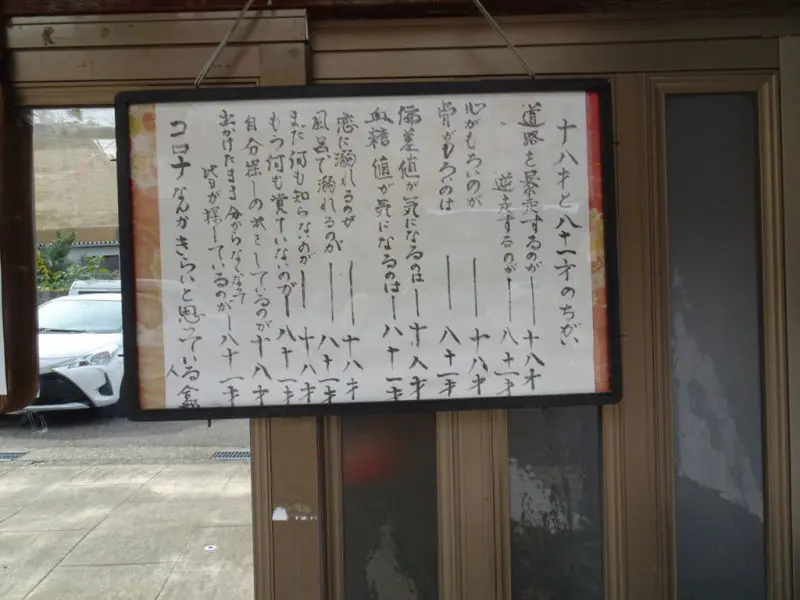 十八才と八十一才のちがい
道路を暴走するのが――十八才
逆走するのが――八十一才
心がもろいのが――十八才
骨がもろいのは――八十一才
偏差値が気になるのは―十八才
血糖値が気になるのは―八十一才
恋に溺れるのが――十八才
風呂で溺れるのが――八十一才
まだ何も知らないのが――十八才
もう何も覚ていないのが―八十一才
自分探しの旅をしているのが十八才
出かけたまま分からなくなって
皆が探しているのが―八十一才
コロナなんかきらいと思っている